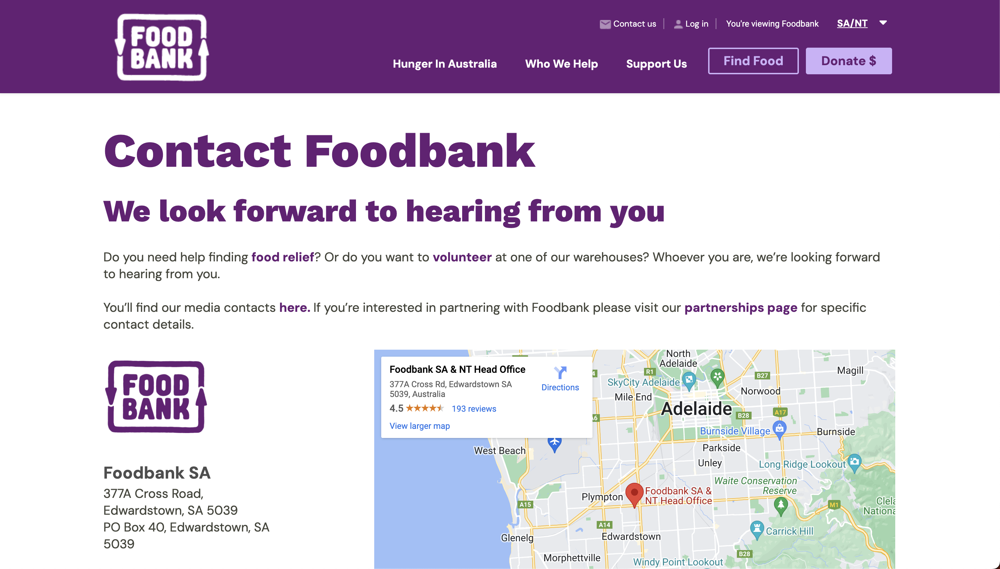 FOOD
BANK
Contact us
Log in
You're viewing Foodbank
SA/NT
Hunger In Australia
Who We Help
Support Us
Find Food
Donate $
Contact Foodbank
We look forward to hearing from you
Do you need help finding food relief? Or do you want to volunteer at one of our warehouses? Whoever you are, we’re looking forward
to hearing from you.
You’ll find our media contacts here. If you’re interested in partnering with Foodbank please visit our partnerships page for specific
contact details.
FOOD
BANK
Foodbank SA
377A Cross Road,
Edwardstown, SA 5039
PO Box 40, Edwardstown, SA
5039
Foodbank SA & NT Head Office
377A Cross Rd, Edwardstown SA
5039, Australia
4.5
193 reviews
View larger map
Directions
North
Adelaide
Magill
R1
B27
SkyCity Adelaide
Norwood
Mile End
Adelaide
B28
A17
Burnside Village
Burnside
West Beach
Parkside
Unley
Long Ridge Lookout
Waite Conservation
Reserve
Plympton
Foodbank SA &
NT Head Office
A15
M1
A14
Carrick Hill
Glenelg
Edwardstown
B28
Morphettville
Windy Point Lookout